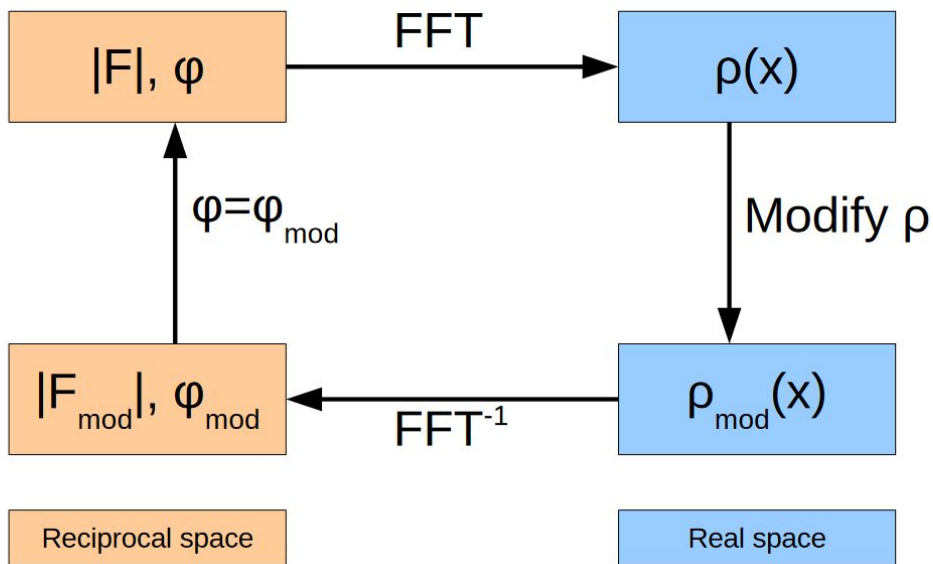 |F|, φ
FFT
ρ(x)
φ=φmod
Modify ρ
|Fmod|, φmod
FFT-1
ρmod(x)
Reciprocal space
Real space